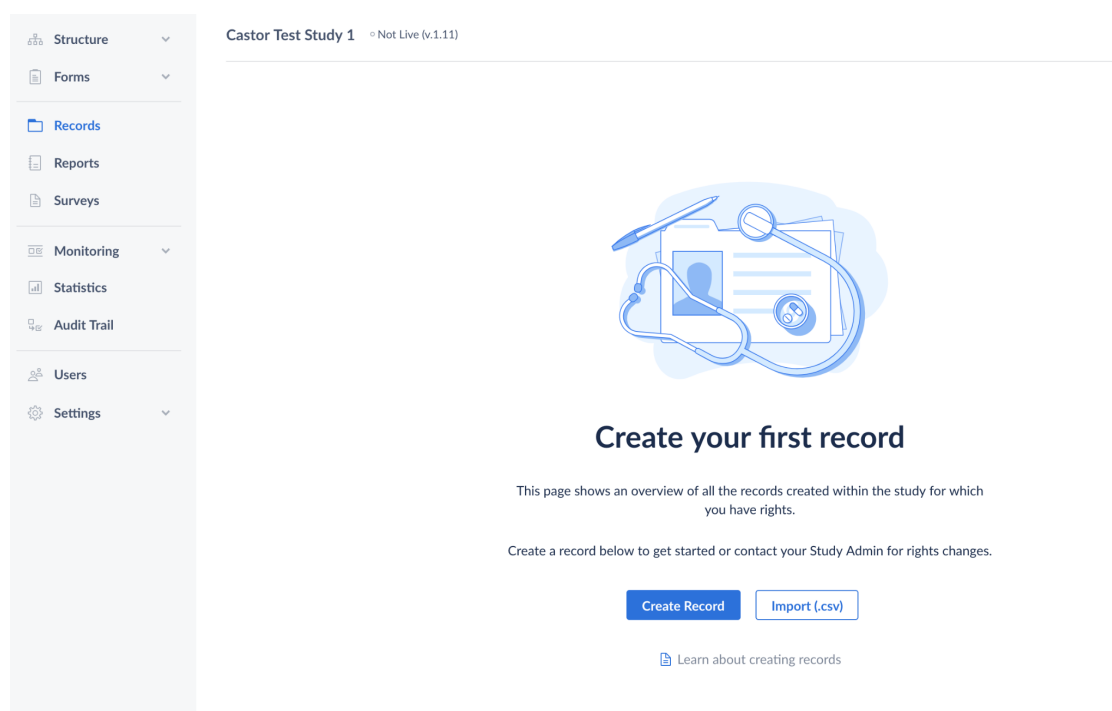 Structure
Forms
Records
Reports
Surveys
Monitoring
Statistics
Audit Trail
Users
Settings
Castor Test Study 1 Not Live (v.1.11)
Create your first record
This page shows an overview of all the records created within the study for which
you have rights.
Create a record below to get started or contact your Study Admin for rights changes.
Create Record Import (.csv)
Learn about creating records